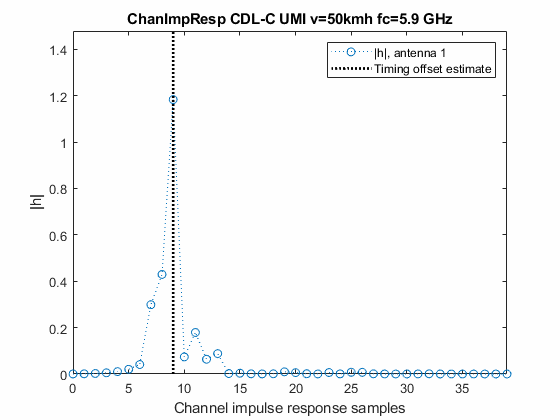 ChanImpResp CDL-C UMI v=50kmh fc=5.9 GHz
|h|, antenna 1
Timing offset estimate
1.4
1.2
1
0.8
0.6
0.4
0.2
0
|h|
0 5 10 15 20 25 30 35
Channel impulse response samples